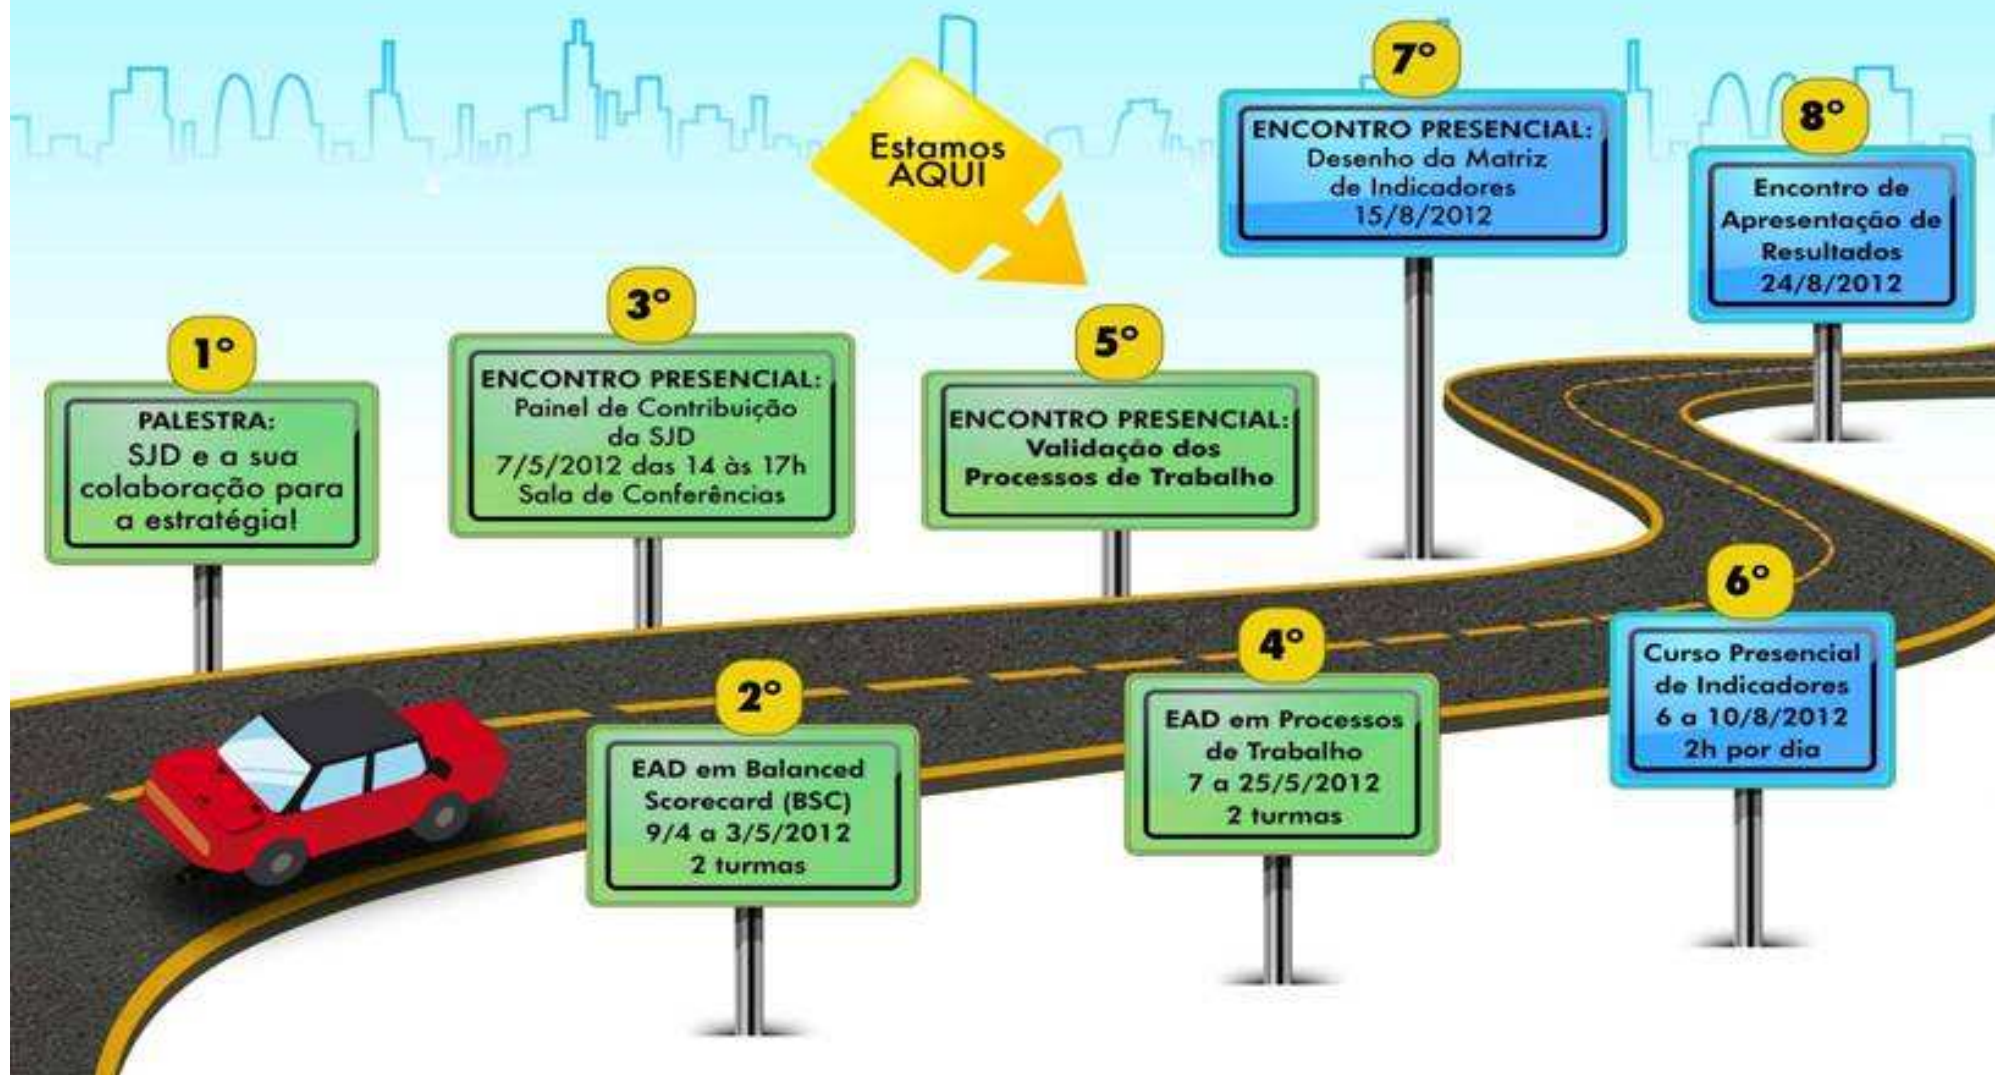 1º
PALESTRA:
SJD e a sua
colaboração para
a estratégia!
2º
EAD em Balanced
Scorecard (BSC)
9/4 a 3/5/2012
2 turmas
3º
ENCONTRO PRESENCIAL:
Painel de Contribuição
da SJD
7/5/2012 das 14 às 17h
Sala de Conferências
4º
EAD em Processos
de Trabalho
7 a 25/5/2012
2 turmas
Estamos
AQUI
5º
ENCONTRO PRESENCIAL:
Validação dos
Processos de Trabalho
6º
Curso Presencial
de Indicadores
6 a 10/8/2012
2h por dia
7º
ENCONTRO PRESENCIAL:
Desenho da Matriz
de Indicadores
15/8/2012
8º
Encontro de
Apresentação de
Resultados
24/8/2012